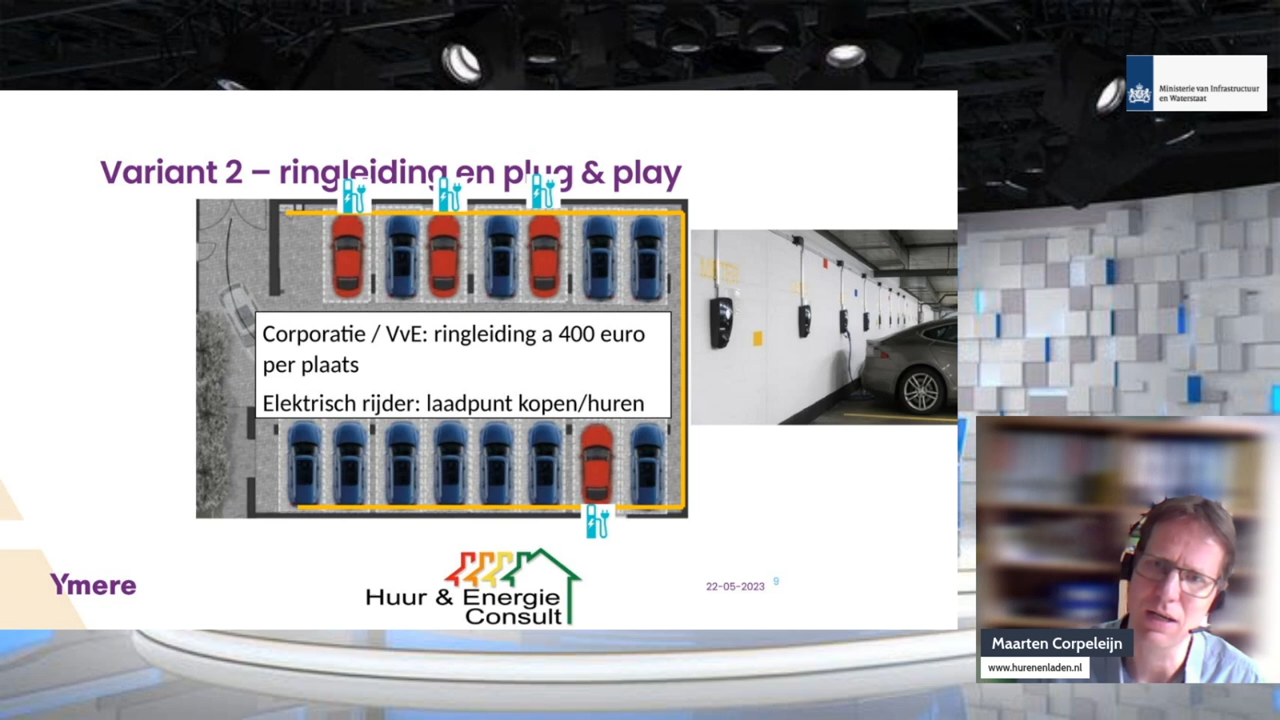 Ministerie van Infrastructuur
en Waterstaat
Variant 2 – ringleiding en plug & play
Corporatie / VvE: ringleiding a 400 euro
per plaats
Elektrisch rijder: laadpunt kopen/huren
Ymere
Huur & Energie
Consult
22-05-2023
9
Maarten Corpeleijn
www.hurenenladen.nl